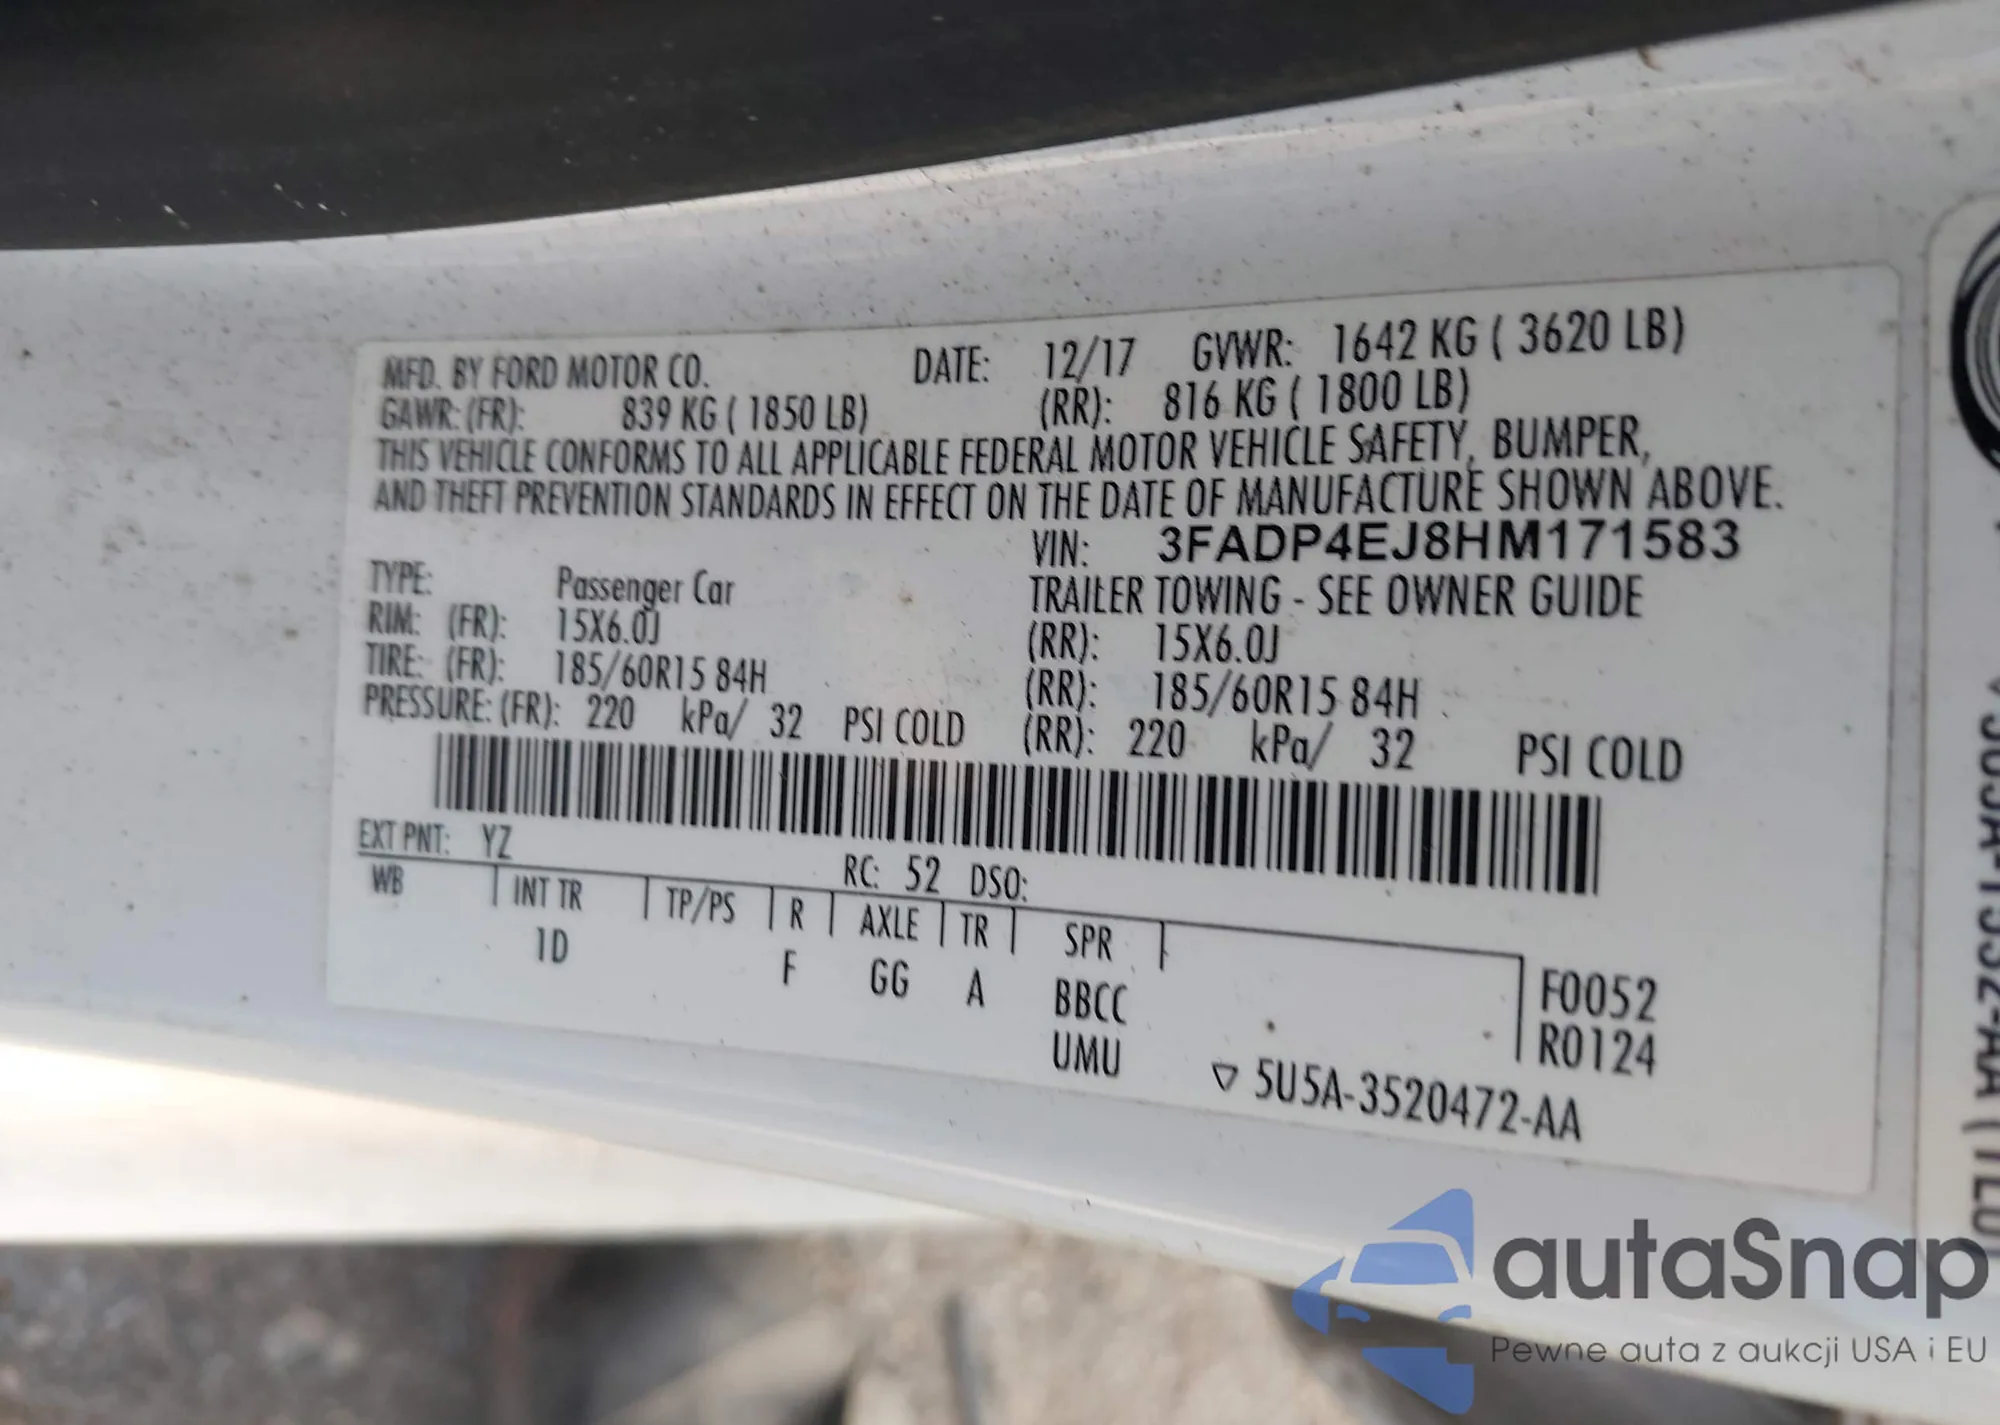 MFD. BY FORD MOTOR CO. DATE: 12/17 GVWR: 1642 KG ( 3620 LB)
GAWR: (FR): 839 KG ( 1850 LB) (RR): 816 KG ( 1800 LB)
THIS VEHICLE CONFORMS TO ALL APPLICABLE FEDERAL MOTOR VEHICLE SAFETY, BUMPER,
AND THEFT PREVENTION STANDARDS IN EFFECT ON THE DATE OF MANUFACTURE SHOWN ABOVE.
VIN: 3FADP4EJ8HM171583
TYPE: Passenger Car TRAILER TOWING - SEE OWNER GUIDE
RIM: (FR): 15X6.0J (RR): 15X6.0J
TIRE: (FR): 185/60R15 84H (RR): 185/60R15 84H
PRESSURE: (FR): 220 kPa/ 32 PSI COLD (RR): 220 kPa/ 32 PSI COLD
EXT PNT: YZ RC: 52 DSO:
WB INT TR TP/PS R AXLE TR SPR
1D F GG A BBCC F0052
UMU R0124
▽ 5U5A-3520472-AA
autaSnap
Pewne auta z aukcji USA i EU